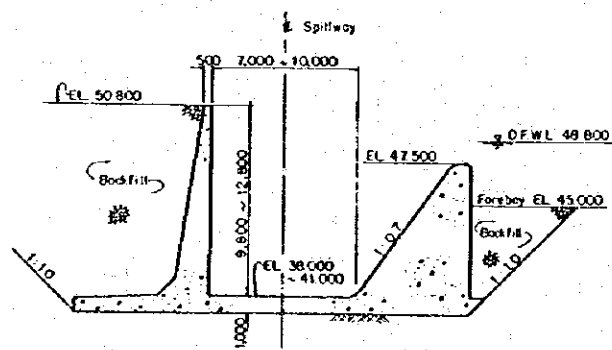 ℄ Spillway
500 7,000 ~ 10,000
EL 50 800
D.F.W.L 48 800
EL 47.500
Backfill
Forebay EL 45 000
9,800 ~ 12,800
1:0.7
Backfill
EL 38.000
~ 41.000
1:1.0
1:1.0
1,000